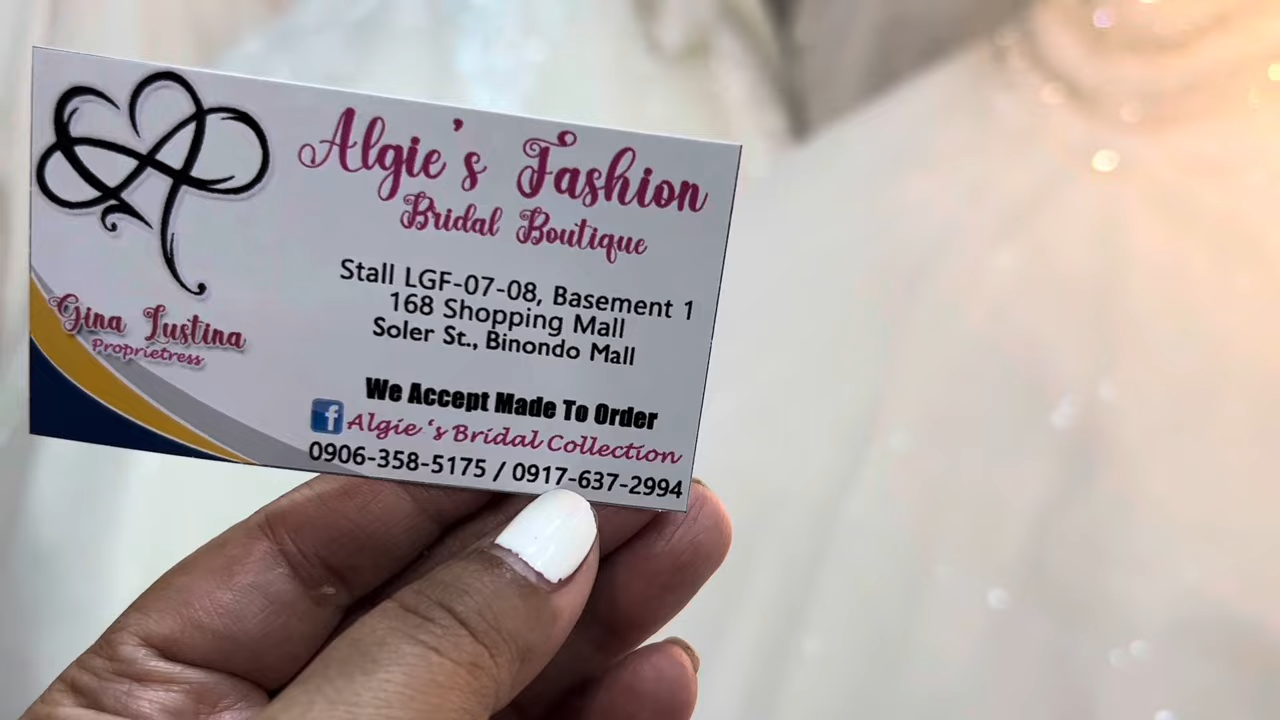 Algie's Fashion
Bridal Boutique
Stall LGF-07-08, Basement 1
168 Shopping Mall
Soler St., Binondo Mall
Gina Lustina
Proprietress
We Accept Made To Order
f Algie 's Bridal Collection
0906-358-5175 / 0917-637-2994